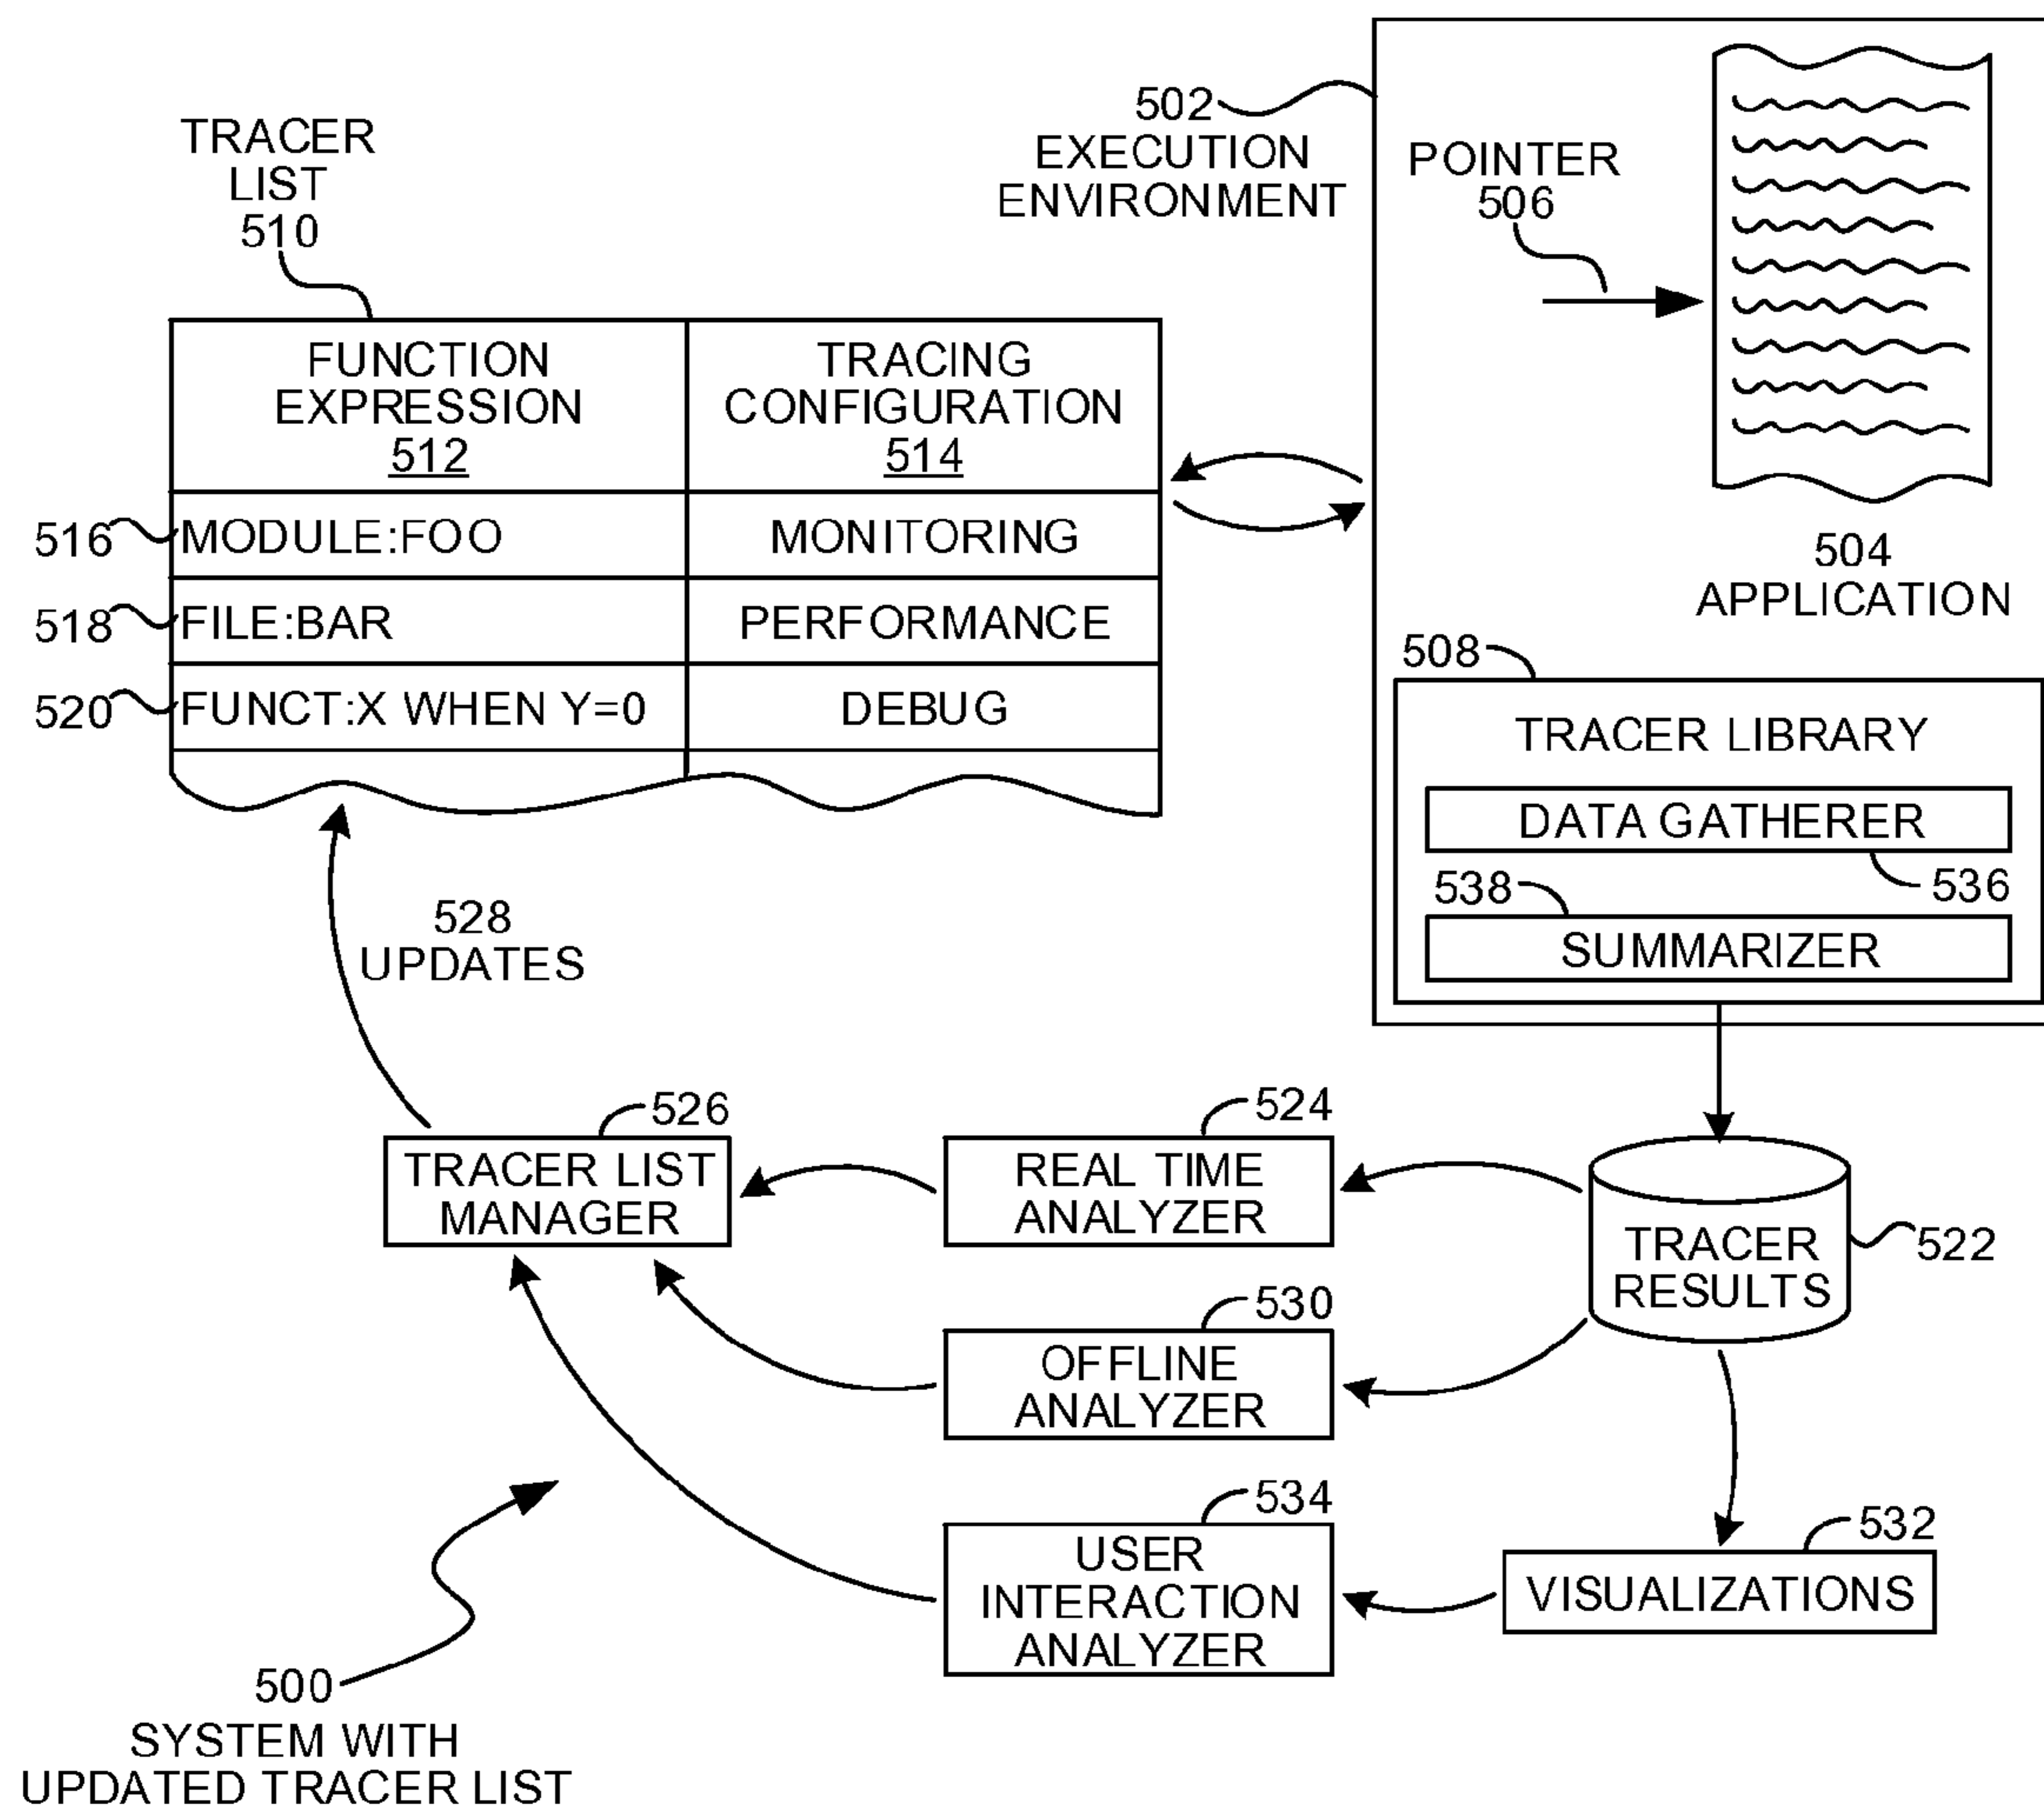 TRACER
LIST
510
502
EXECUTION
ENVIRONMENT
POINTER
506
504
APPLICATION
FUNCTION
EXPRESSION
512
TRACING
CONFIGURATION
514
516
MODULE:FOO
MONITORING
518
FILE:BAR
PERFORMANCE
520
FUNCT:X WHEN Y=0
DEBUG
508
TRACER LIBRARY
DATA GATHERER
536
538
SUMMARIZER
528
UPDATES
526
TRACER LIST
MANAGER
524
REAL TIME
ANALYZER
TRACER
RESULTS
522
530
OFFLINE
ANALYZER
534
USER
INTERACTION
ANALYZER
532
VISUALIZATIONS
500
SYSTEM WITH
UPDATED TRACER LIST